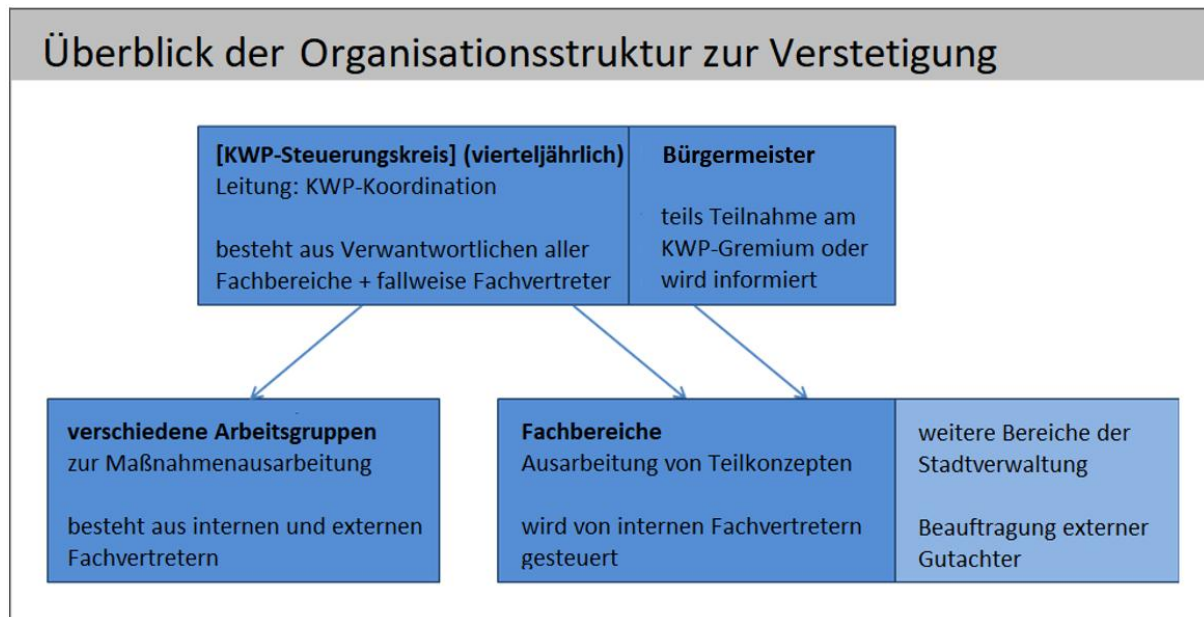 Überblick der Organisationsstruktur zur Verstetigung
[KWP-Steuerungskreis] (vierteljährlich)
Leitung: KWP-Koordination
besteht aus Verwantwortlichen aller
Fachbereiche + fallweise Fachvertreter
Bürgermeister
teils Teilnahme am
KWP-Gremium oder
wird informiert
verschiedene Arbeitsgruppen
zur Maßnahmenausarbeitung
besteht aus internen und externen
Fachvertretern
Fachbereiche
Ausarbeitung von Teilkonzepten
wird von internen Fachvertretern
gesteuert
weitere Bereiche der
Stadtverwaltung
Beauftragung externer
Gutachter